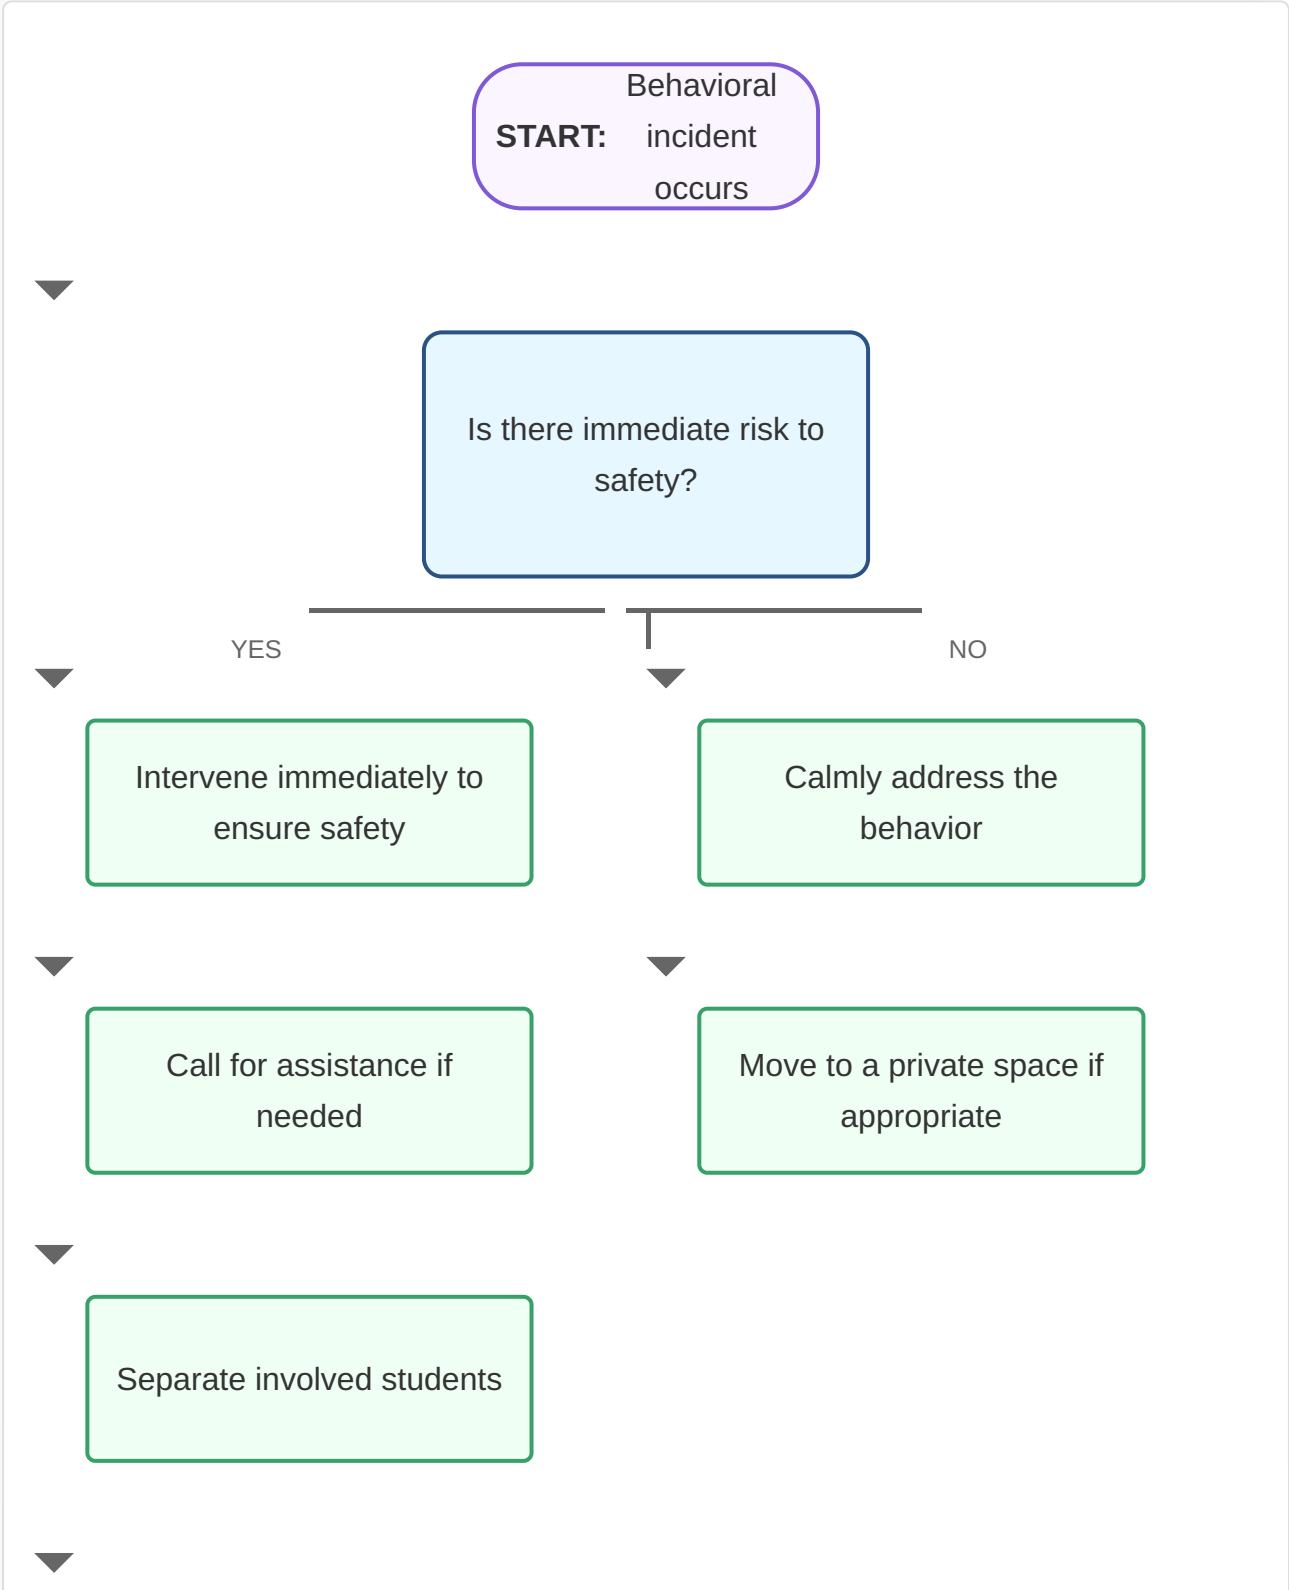 Behavioral
START: incident
occurs
Is there immediate risk to
safety?
YES
NO
Intervene immediately to
ensure safety
Calmly address the
behavior
Call for assistance if
needed
Move to a private space if
appropriate
Separate involved students